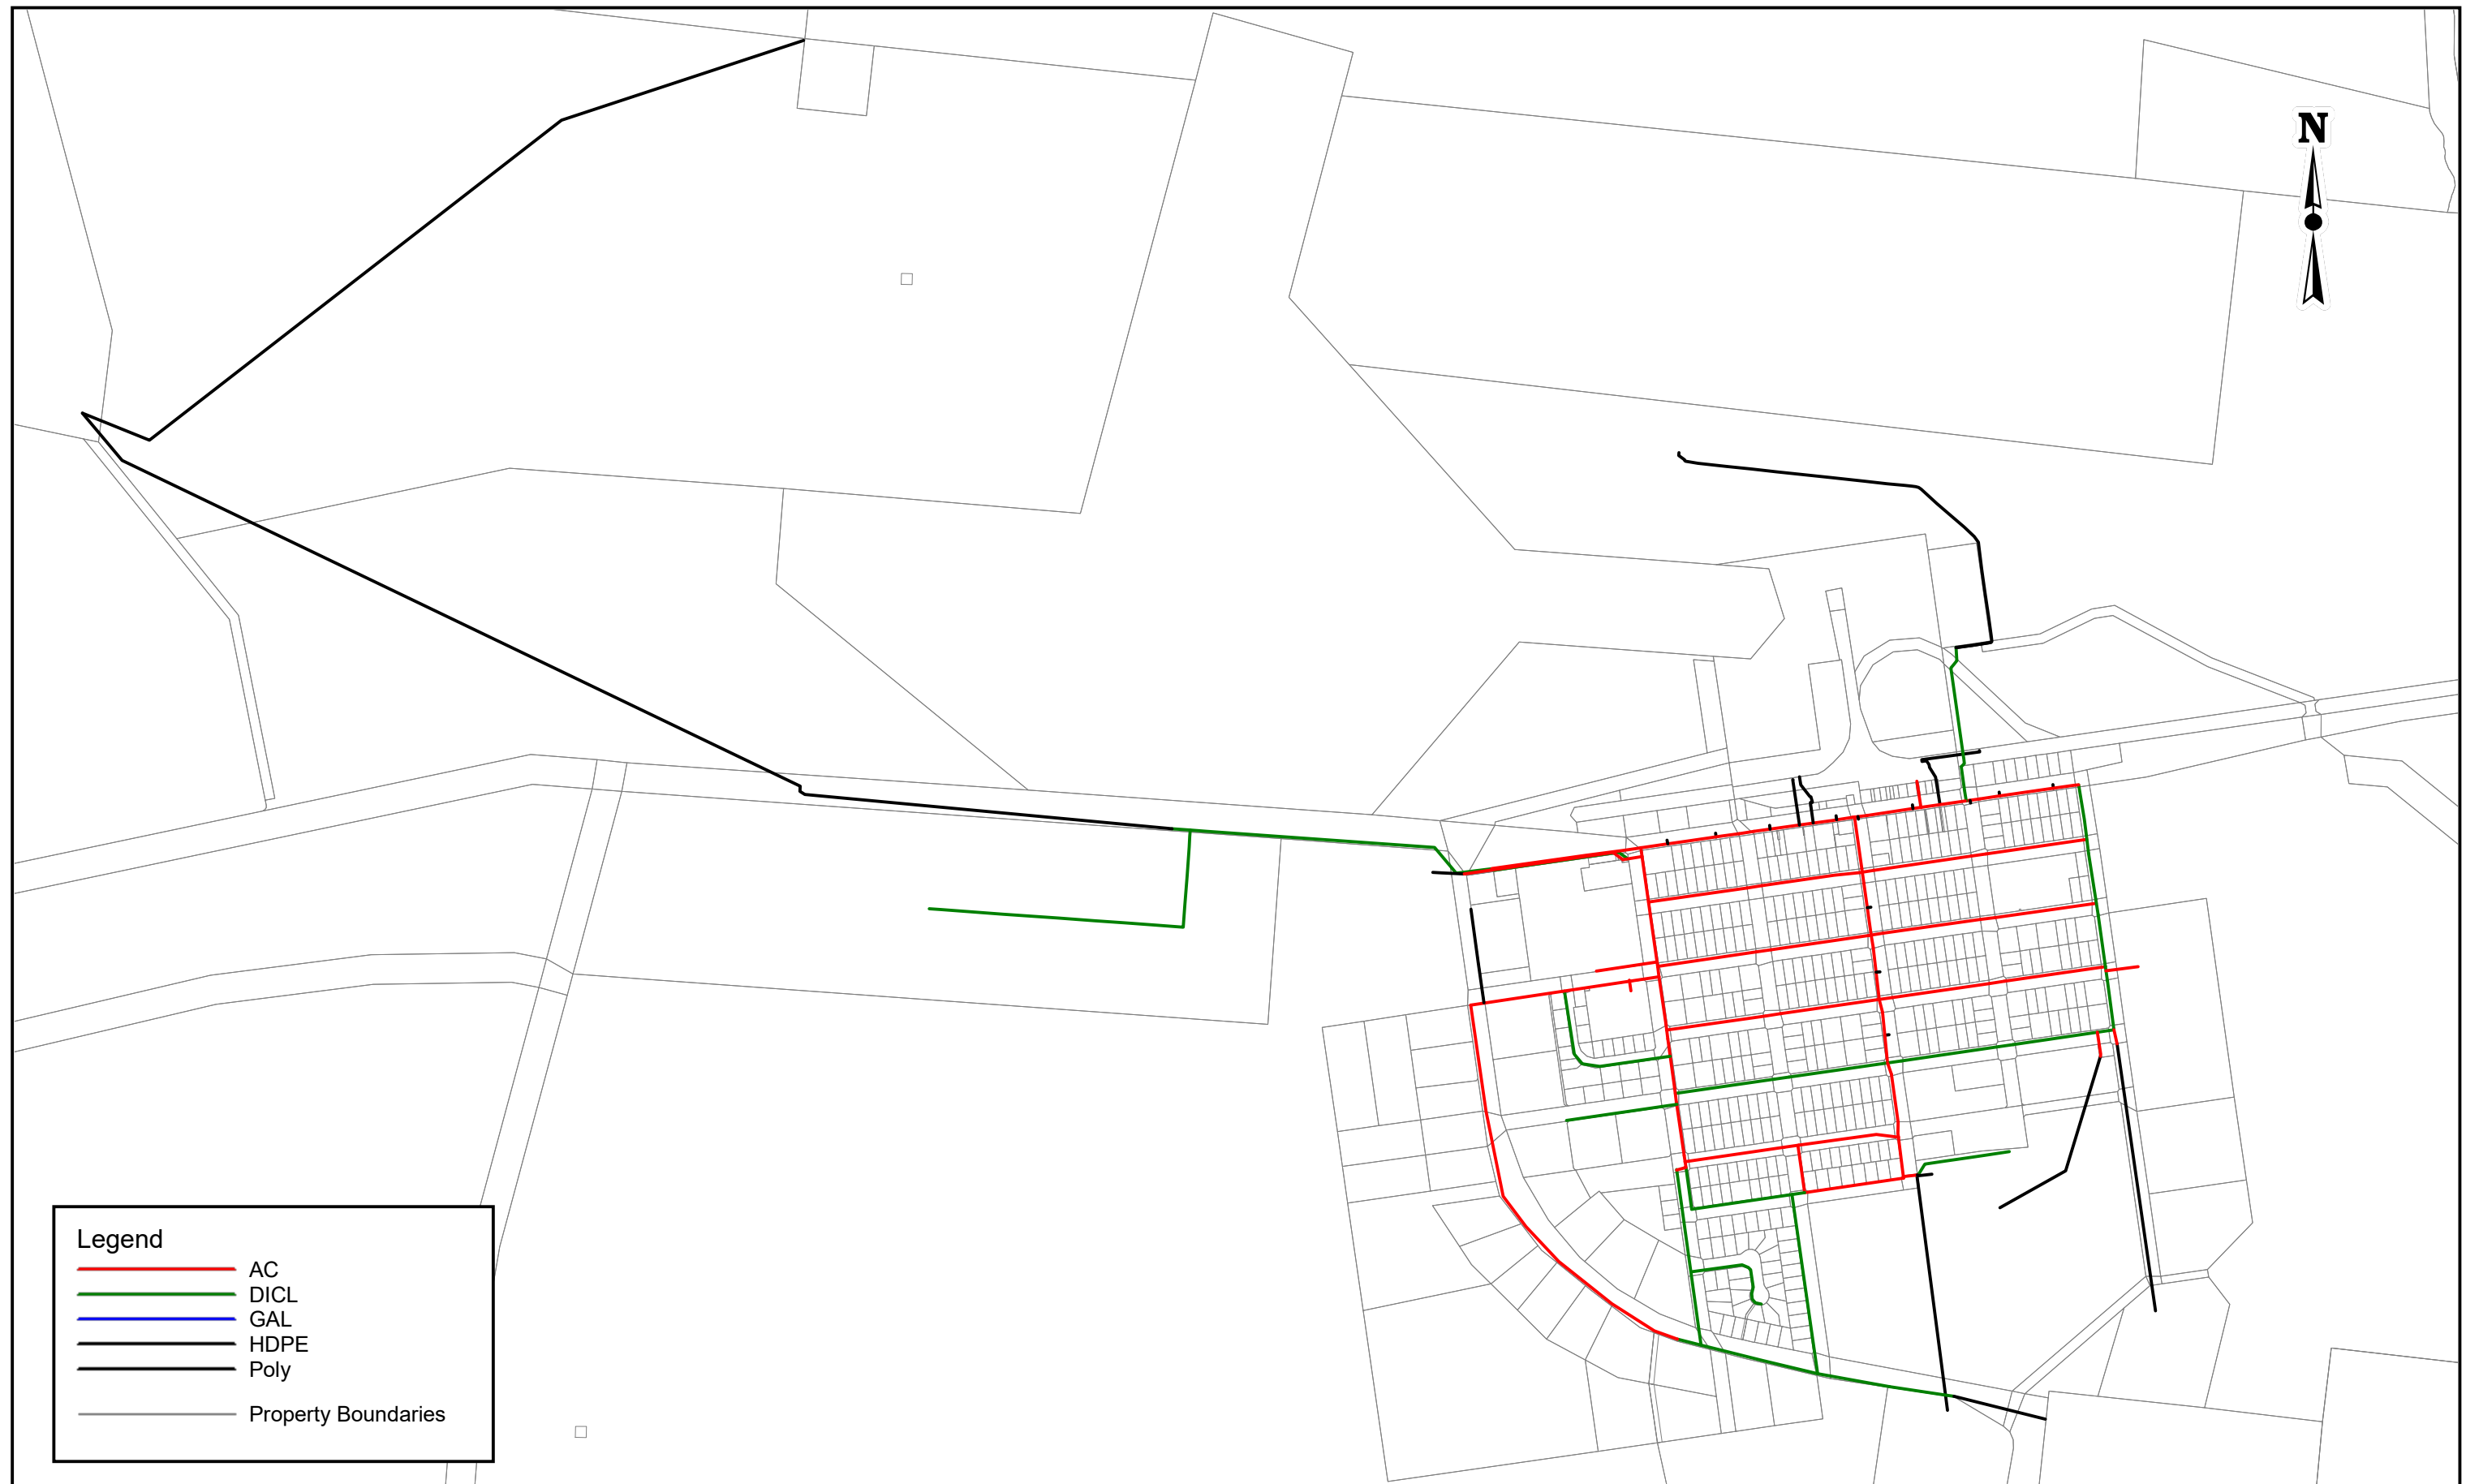 N
Legend
AC
DICL
GAL
HDPE
Poly
Property Boundaries